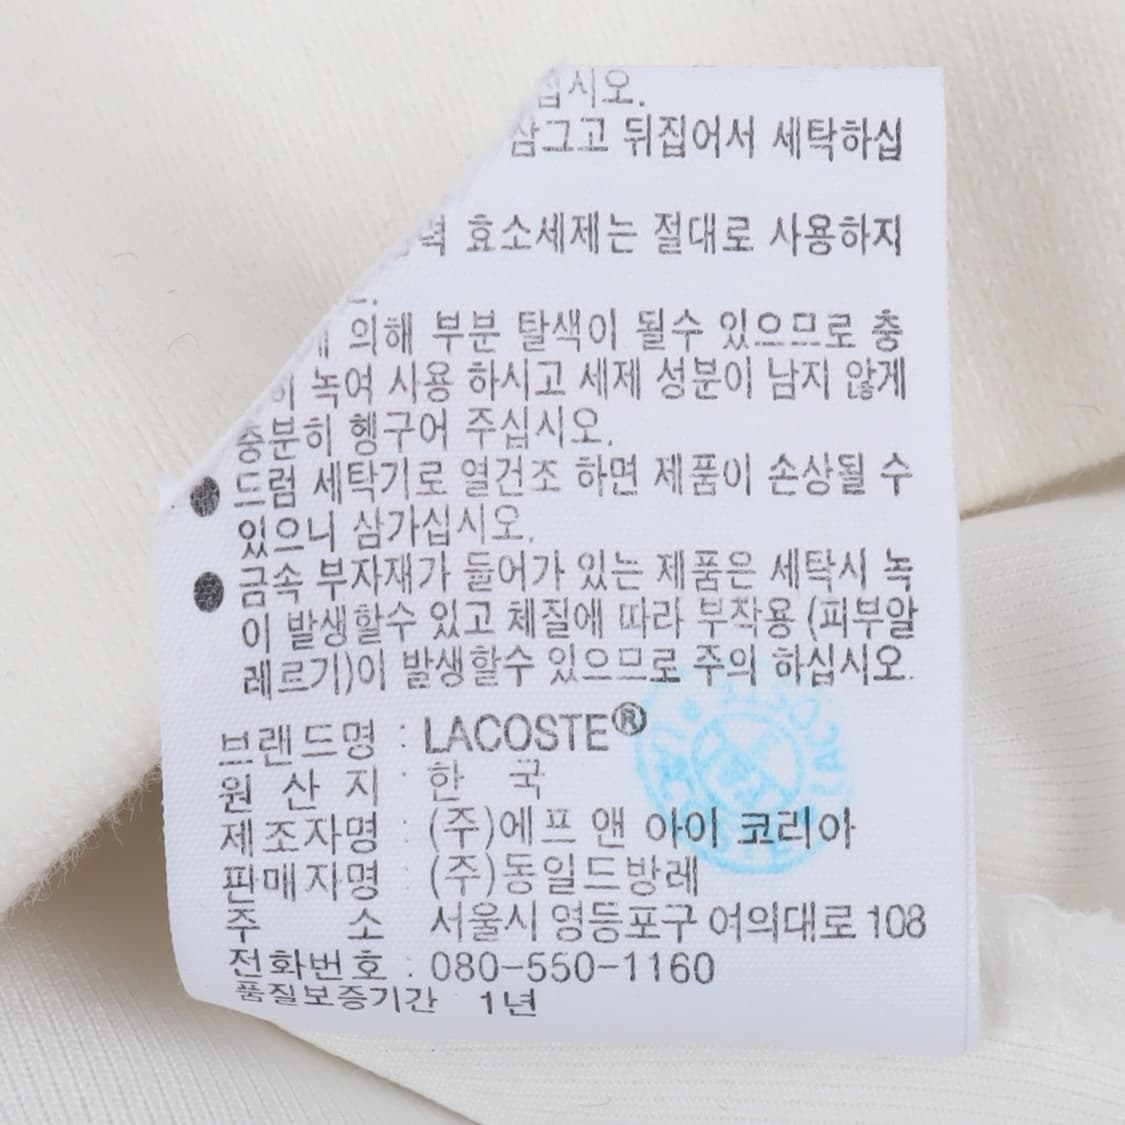 십시오.
잠그고 뒤집어서 세탁하십
력 효소세제는 절대로 사용하지
의해 부분 탈색이 될수 있으므로 충
히 녹여 사용 하시고 세제 성분이 남지 않게
충분히 헹구어 주십시오.
● 드럼 세탁기로 열건조 하면 제품이 손상될 수
있으니 삼가십시오.
● 금속 부자재가 들어가 있는 제품은 세탁시 녹
이 발생할수 있고 체질에 따라 부작용 (피부알
레르기)이 발생할수 있으므로 주의 하십시오.
브랜드명 : LACOSTE®
원 산 지 : 한 국
제조자명 : (주)에프 앤 아이 코리아
판매자명 : (주)동일드방레
주 소 서울시 영등포구 여의대로 108
전화번호 : 080-550-1160
품질보증기간 1년